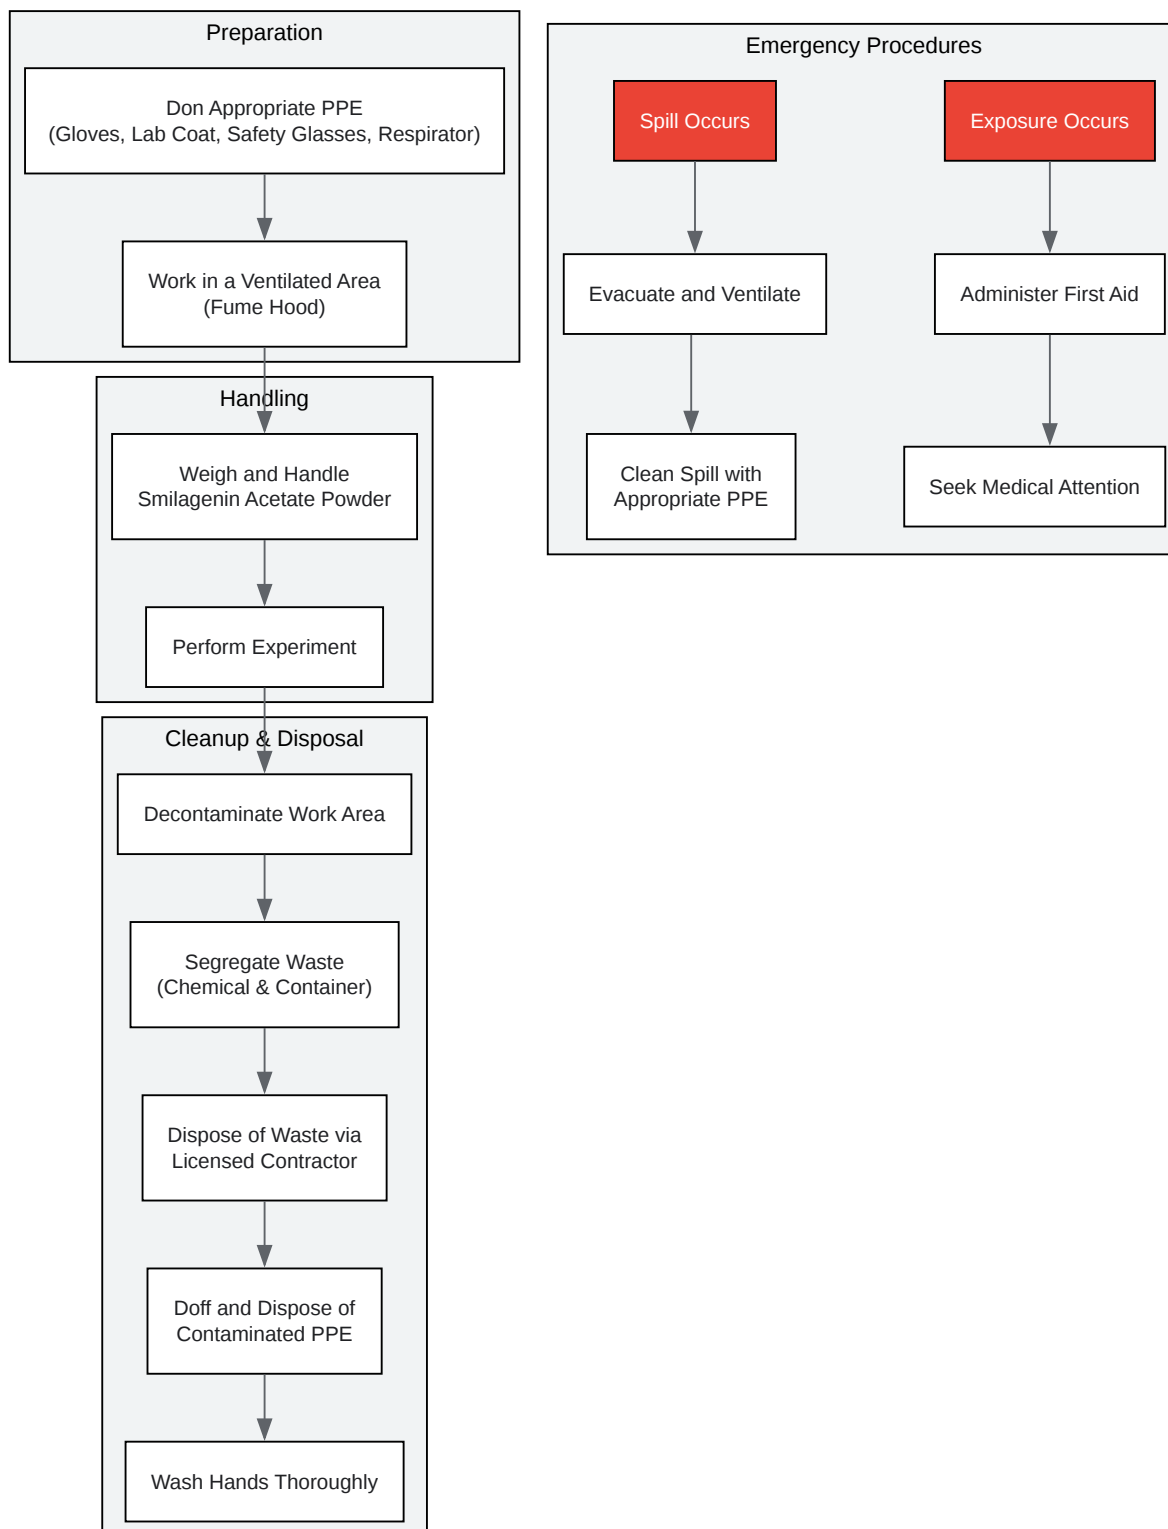 Preparation
Don Appropriate PPE
(Gloves, Lab Coat, Safety Glasses, Respirator)
Work in a Ventilated Area
(Fume Hood)
Handling
Weigh and Handle
Smilagenin Acetate Powder
Perform Experiment
Cleanup & Disposal
Decontaminate Work Area
Segregate Waste
(Chemical & Container)
Dispose of Waste via
Licensed Contractor
Doff and Dispose of
Contaminated PPE
Wash Hands Thoroughly
Emergency Procedures
Spill Occurs
Evacuate and Ventilate
Clean Spill with
Appropriate PPE
Exposure Occurs
Administer First Aid
Seek Medical Attention